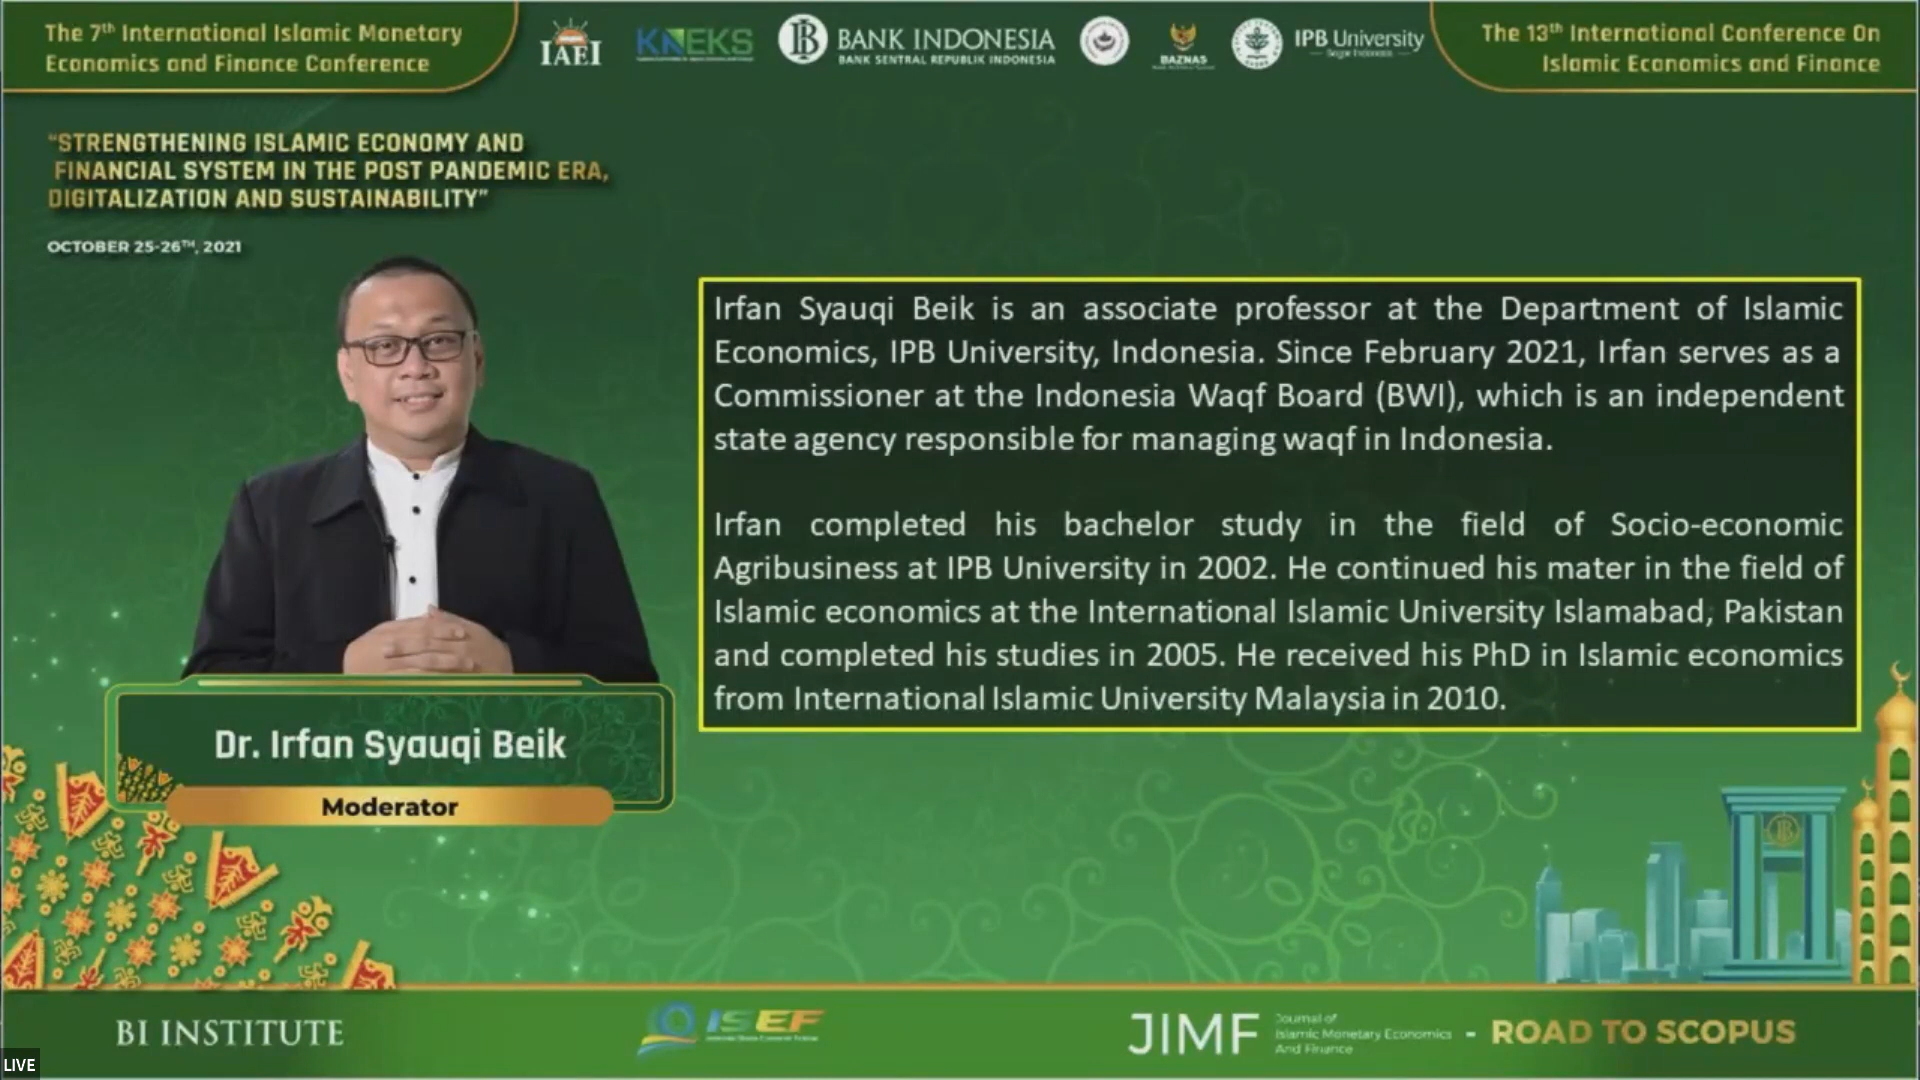 The 7th International Islamic Monetary
Economics and Finance Conference
IAEI
KNEKS
BANK INDONESIA
BANK SENTRAL REPUBLIK INDONESIA
BAZNAS
IPB University
The 13th International Conference On
Islamic Economics and Finance
"STRENGTHENING ISLAMIC ECONOMY AND
FINANCIAL SYSTEM IN THE POST PANDEMIC ERA,
DIGITALIZATION AND SUSTAINABILITY"
OCTOBER 25-26TH, 2021
Irfan Syauqi Beik is an associate professor at the Department of Islamic
Economics, IPB University, Indonesia. Since February 2021, Irfan serves as a
Commissioner at the Indonesia Waqf Board (BWI), which is an independent
state agency responsible for managing waqf in Indonesia.
Irfan completed his bachelor study in the field of Socio-economic
Agribusiness at IPB University in 2002. He continued his mater in the field of
Islamic economics at the International Islamic University Islamabad, Pakistan
and completed his studies in 2005. He received his PhD in Islamic economics
from International Islamic University Malaysia in 2010.
Dr. Irfan Syauqi Beik
Moderator
BI INSTITUTE
ISEF
JIMF
Journal of
Islamic Monetary Economics
And Finance
- ROAD TO SCOPUS
LIVE